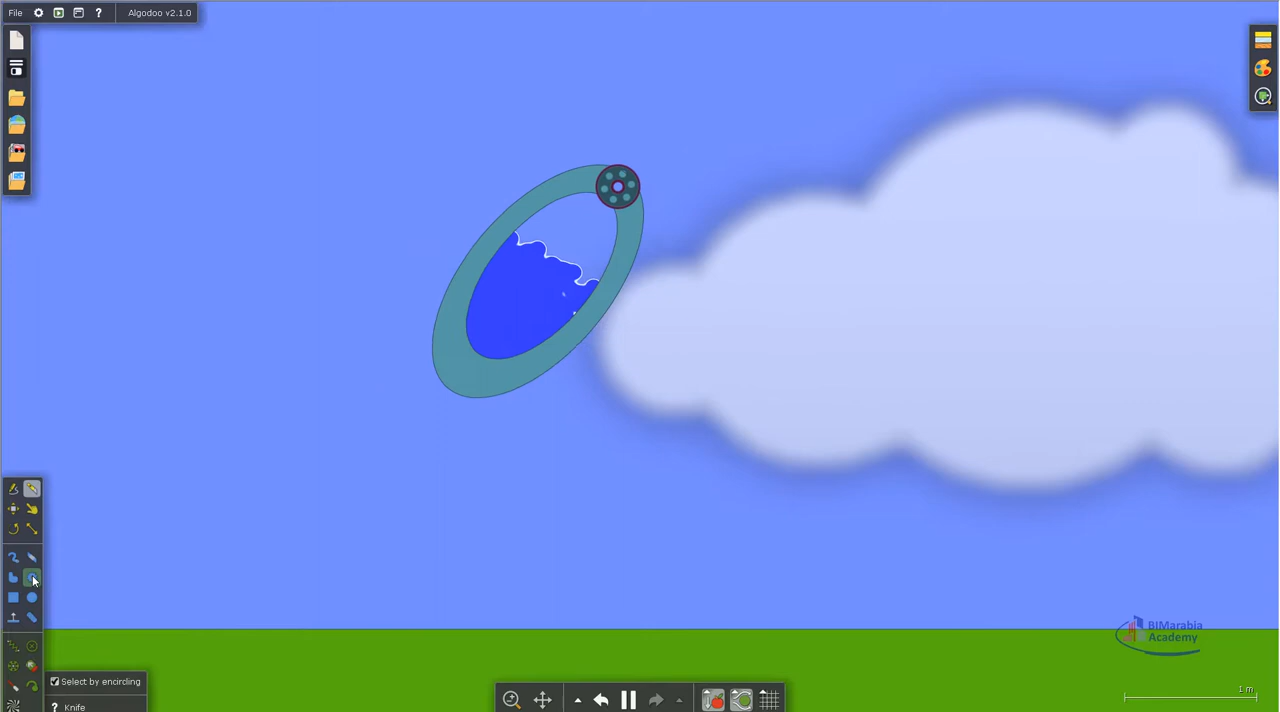 File ? Algodoo v2.1.0
BIMarabia
Academy
Select by encircling
? Knife
1 m